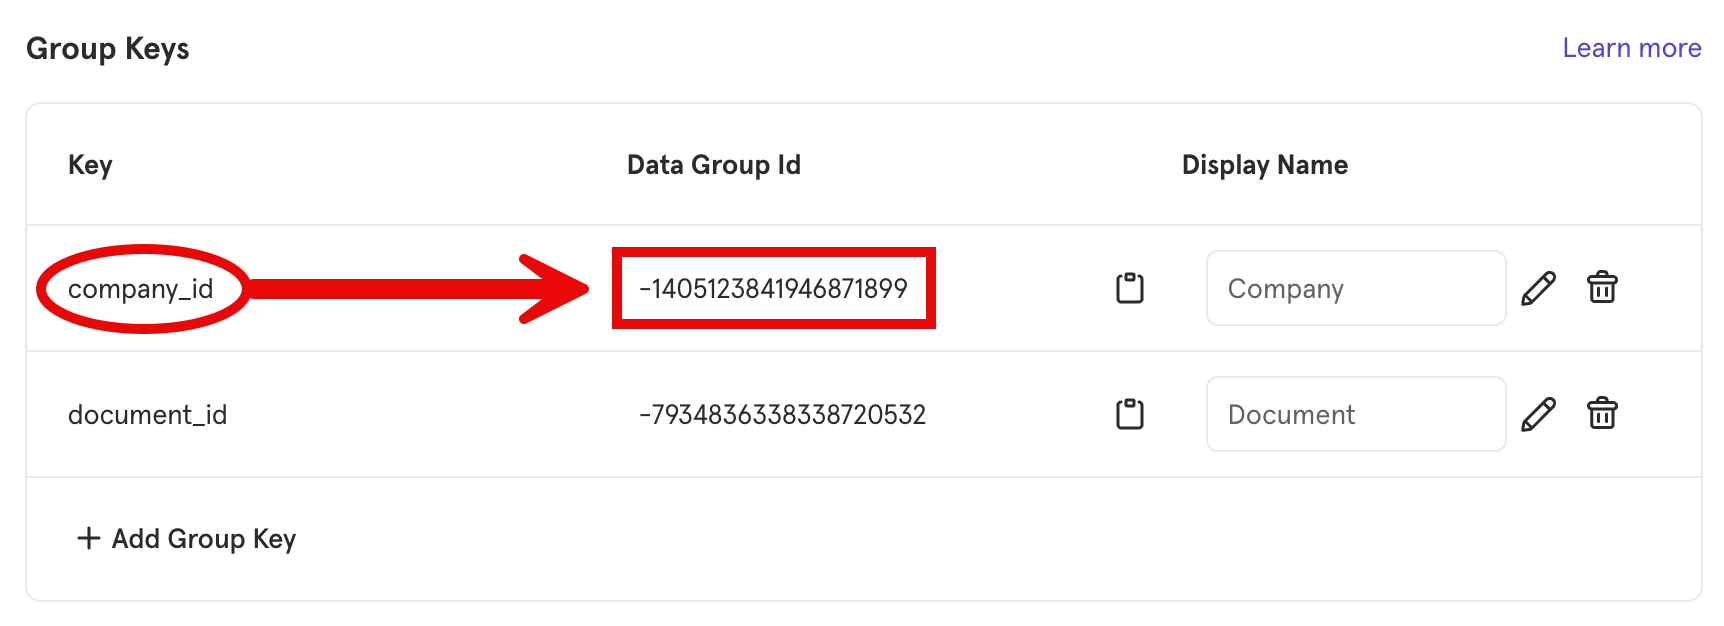 Group Keys
Learn more
Key Data Group Id Display Name
company_id -1405123841946871899 Company
document_id -7934836338338720532 Document
+ Add Group Key